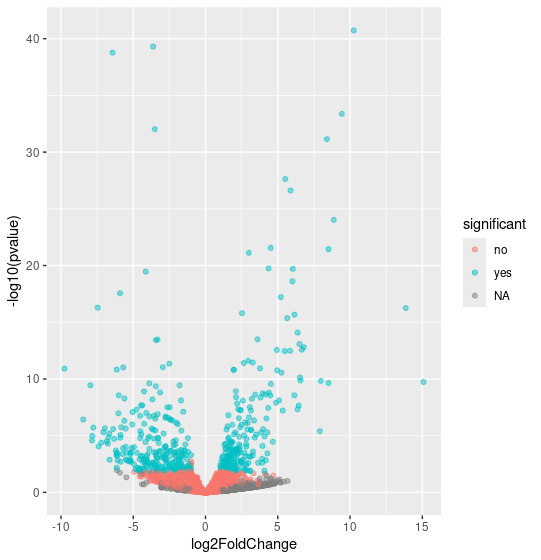 40
30
20
10
0
-log10(pvalue)
-10 -5 0 5 10 15
log2FoldChange
significant
no
yes
NA